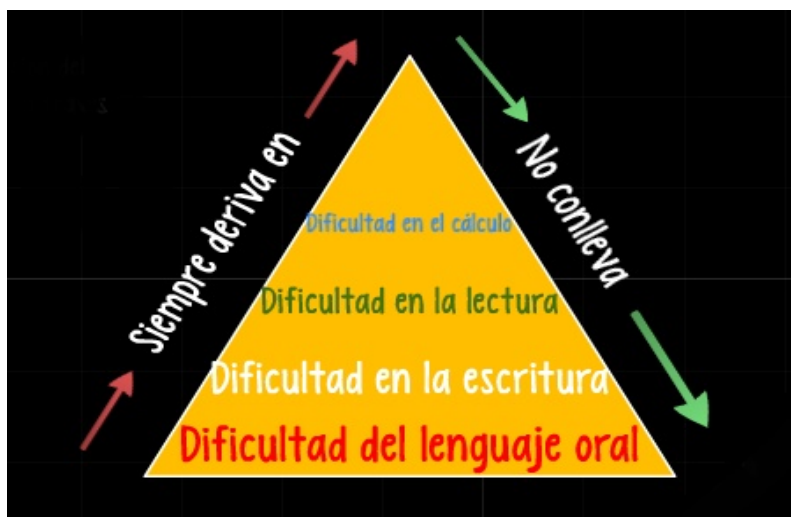 Siempre deriva en
No conlleva
Dificultad en el cálculo
Dificultad en la lectura
Dificultad en la escritura
Dificultad del lenguaje oral